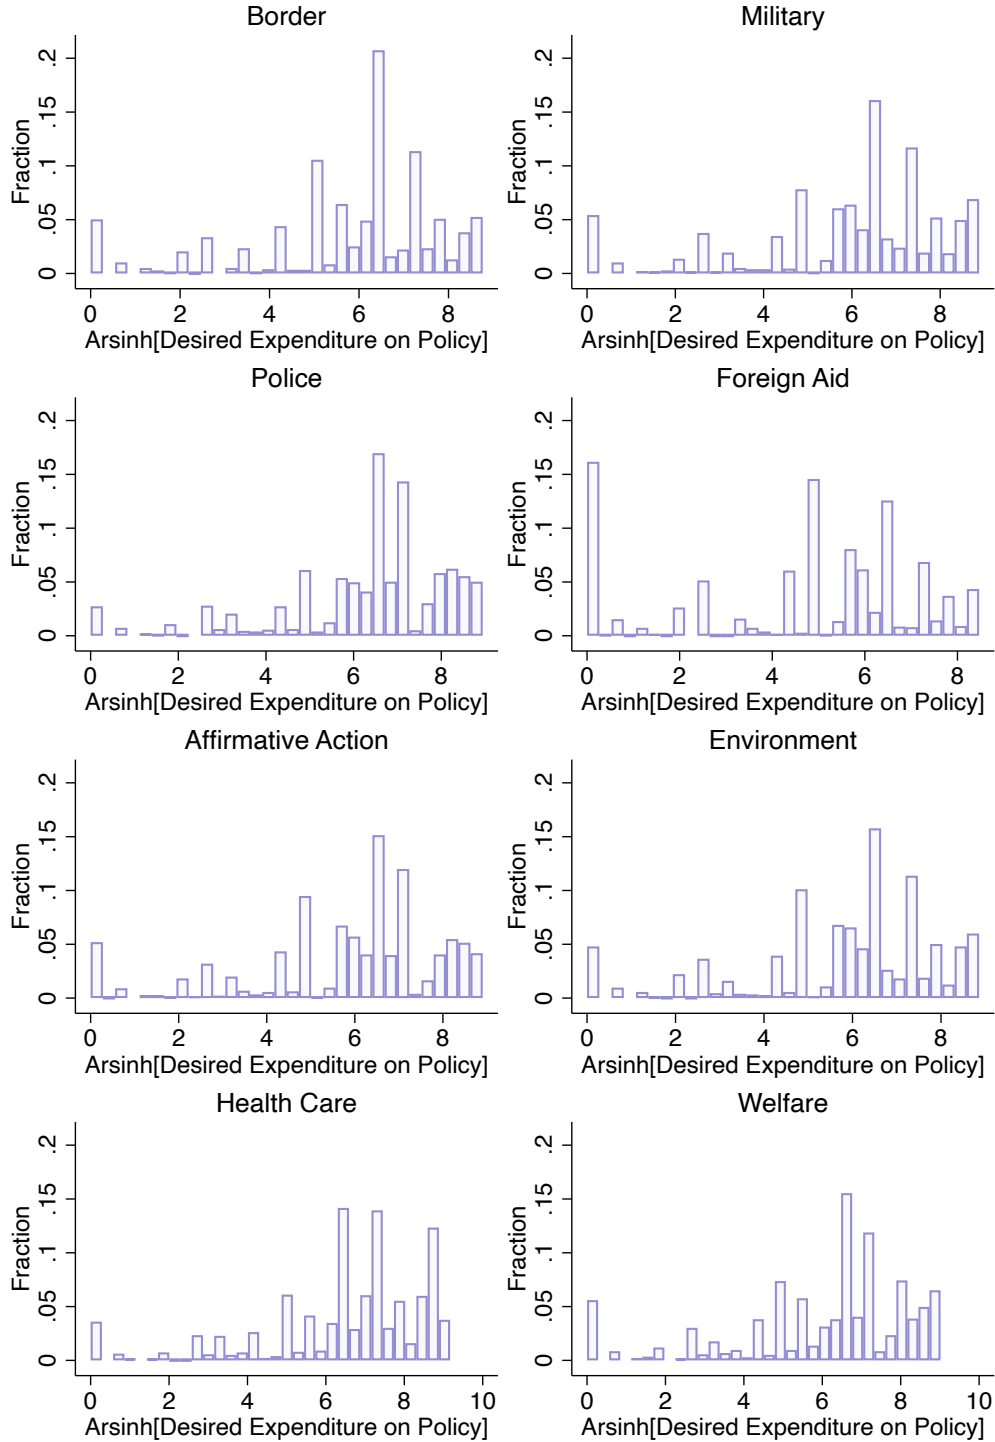 Border
Fraction
0 .05 .1 .15 .2
0 2 4 6 8
Arsinh[Desired Expenditure on Policy]
Military
Fraction
0 .05 .1 .15 .2
0 2 4 6 8
Arsinh[Desired Expenditure on Policy]
Police
Fraction
0 .05 .1 .15 .2
0 2 4 6 8
Arsinh[Desired Expenditure on Policy]
Foreign Aid
Fraction
0 .05 .1 .15 .2
0 2 4 6 8
Arsinh[Desired Expenditure on Policy]
Affirmative Action
Fraction
0 .05 .1 .15 .2
0 2 4 6 8
Arsinh[Desired Expenditure on Policy]
Environment
Fraction
0 .05 .1 .15 .2
0 2 4 6 8
Arsinh[Desired Expenditure on Policy]
Health Care
Fraction
0 .05 .1 .15 .2
0 2 4 6 8 10
Arsinh[Desired Expenditure on Policy]
Welfare
Fraction
0 .05 .1 .15 .2
0 2 4 6 8 10
Arsinh[Desired Expenditure on Policy]